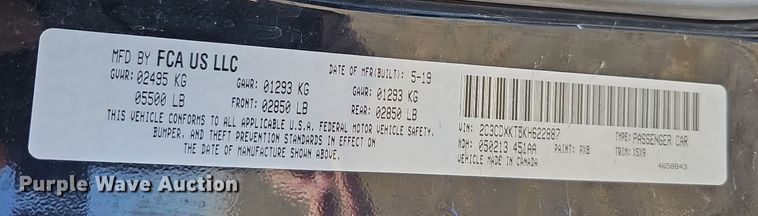 MFD BY FCA US LLC
DATE OF MFR(BUILT): 5-19
GVWR: 02495 KG GAWR: 01293 KG GAWR: 01293 KG
05500 LB FRONT: 02850 LB REAR: 02850 LB
THIS VEHICLE CONFORMS TO ALL APPLICABLE U.S.A. FEDERAL MOTOR VEHICLE SAFETY,
BUMPER, AND THEFT PREVENTION STANDARDS IN EFFECT ON
THE DATE OF MANUFACTURE SHOWN ABOVE.
VIN: 2C3CDXKT5KH622887 TYPE: PASSENGER CAR
MDH: 050213 451AA PAINT: PX8 TRIM: X5X9
VEHICLE MADE IN CANADA 4658843
Purple Wave Auction